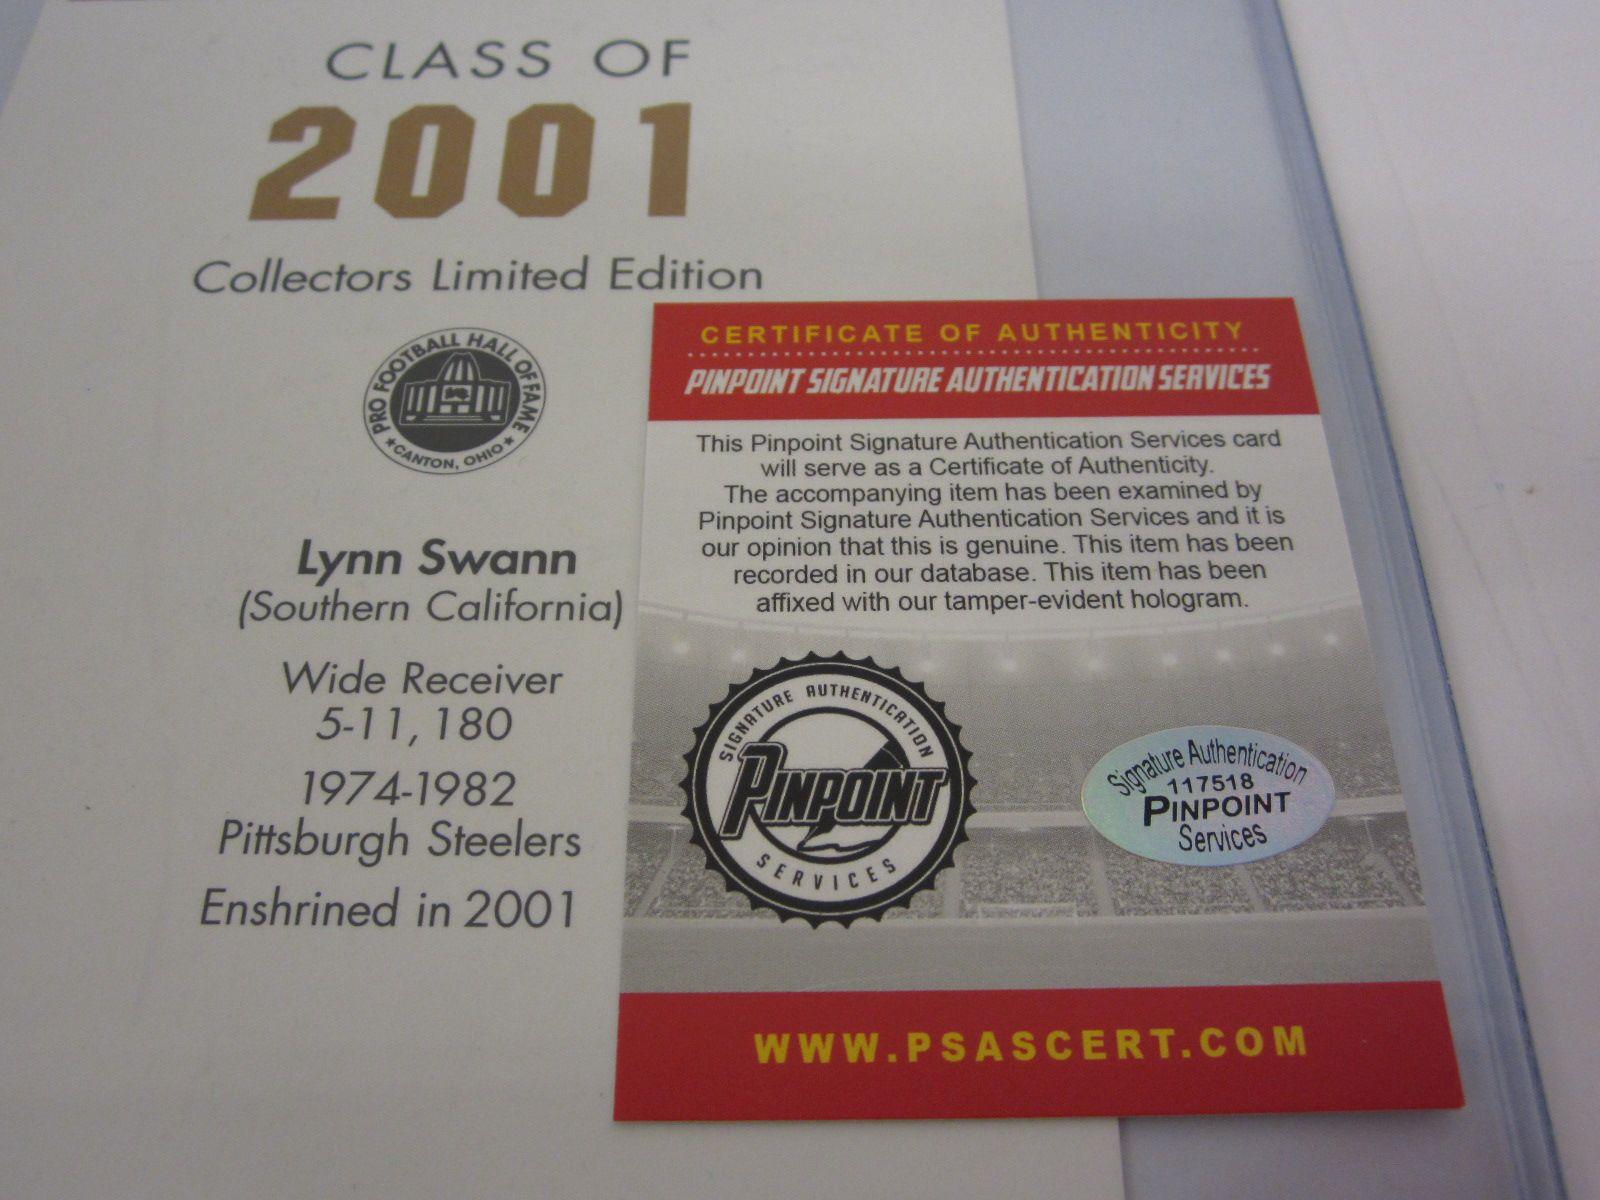 CLASS OF
2001
Collectors Limited Edition
PRO FOOTBALL HALL OF FAME
★ CANTON, OHIO ★
Lynn Swann
(Southern California)
Wide Receiver
5-11, 180
1974-1982
Pittsburgh Steelers
Enshrined in 2001
CERTIFICATE OF AUTHENTICITY
PINPOINT SIGNATURE AUTHENTICATION SERVICES
This Pinpoint Signature Authentication Services card
will serve as a Certificate of Authenticity.
The accompanying item has been examined by
Pinpoint Signature Authentication Services and it is
our opinion that this is genuine. This item has been
recorded in our database. This item has been
affixed with our tamper-evident hologram.
SIGNATURE AUTHENTICATION
PINPOINT
SERVICES
Signature Authentication
117518
PINPOINT
Services
WWW.PSASCERT.COM